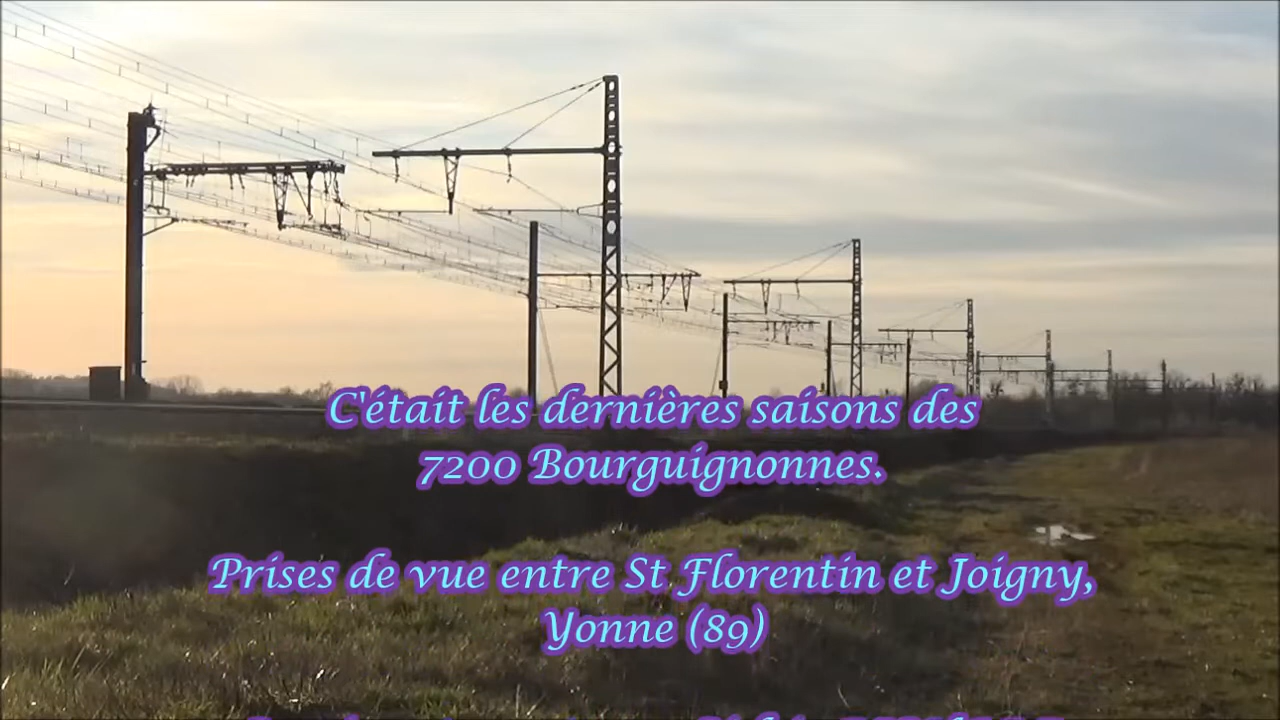 C'était les dernières saisons des
7200 Bourguignonnes.
Prises de vue entre St Florentin et Joigny,
Yonne (89)